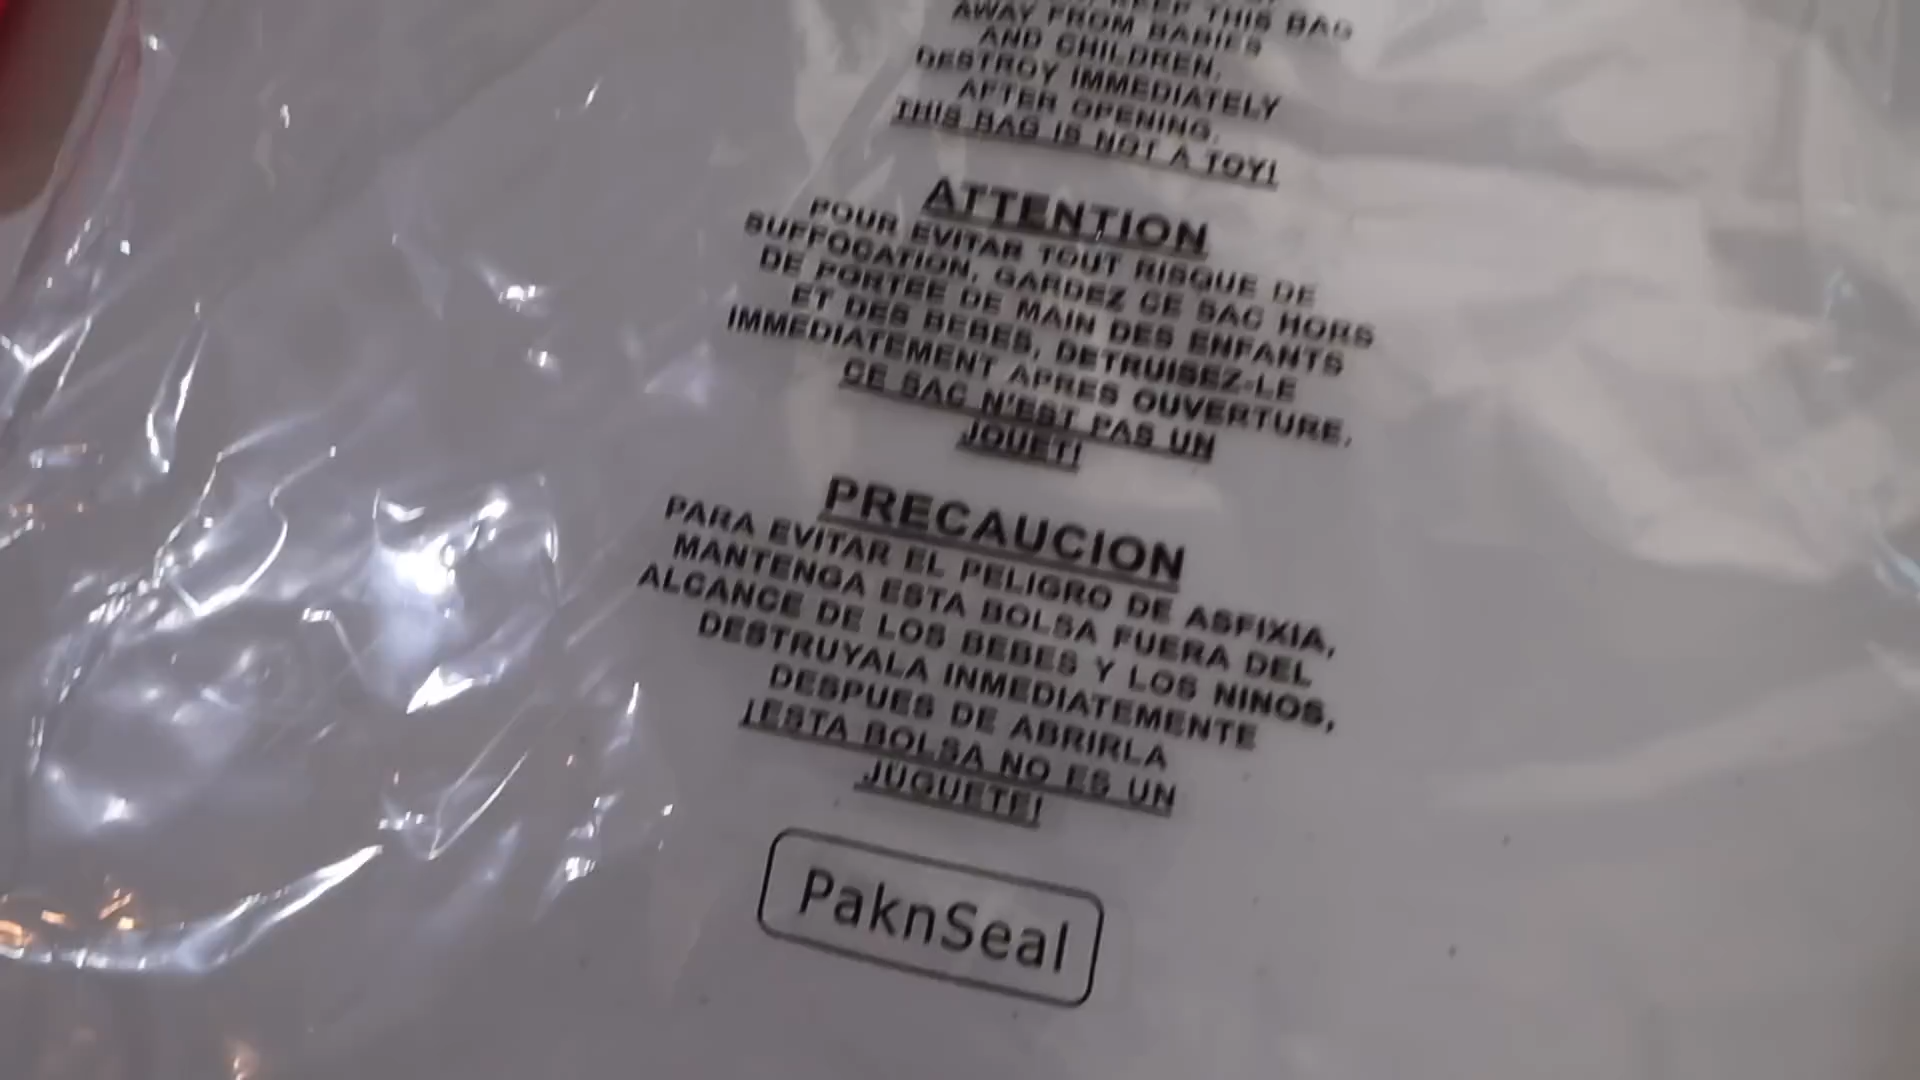 KEEP THIS BAG
AWAY FROM BABIES
AND CHILDREN.
DESTROY IMMEDIATELY
AFTER OPENING.
THIS BAG IS NOT A TOY!
ATTENTION
POUR EVITAR TOUT RISQUE DE
SUFFOCATION, GARDEZ CE SAC HORS
DE PORTEE DE MAIN DES ENFANTS
ET DES BEBES, DETRUISEZ-LE
IMMEDIATEMENT APRES OUVERTURE,
CE SAC N'EST PAS UN
JOUET!
PRECAUCION
PARA EVITAR EL PELIGRO DE ASFIXIA,
MANTENGA ESTA BOLSA FUERA DEL
ALCANCE DE LOS BEBES Y LOS NINOS,
DESTRUYALA INMEDIATEMENTE
DESPUES DE ABRIRLA
¡ESTA BOLSA NO ES UN
JUGUETE!
PaknSeal